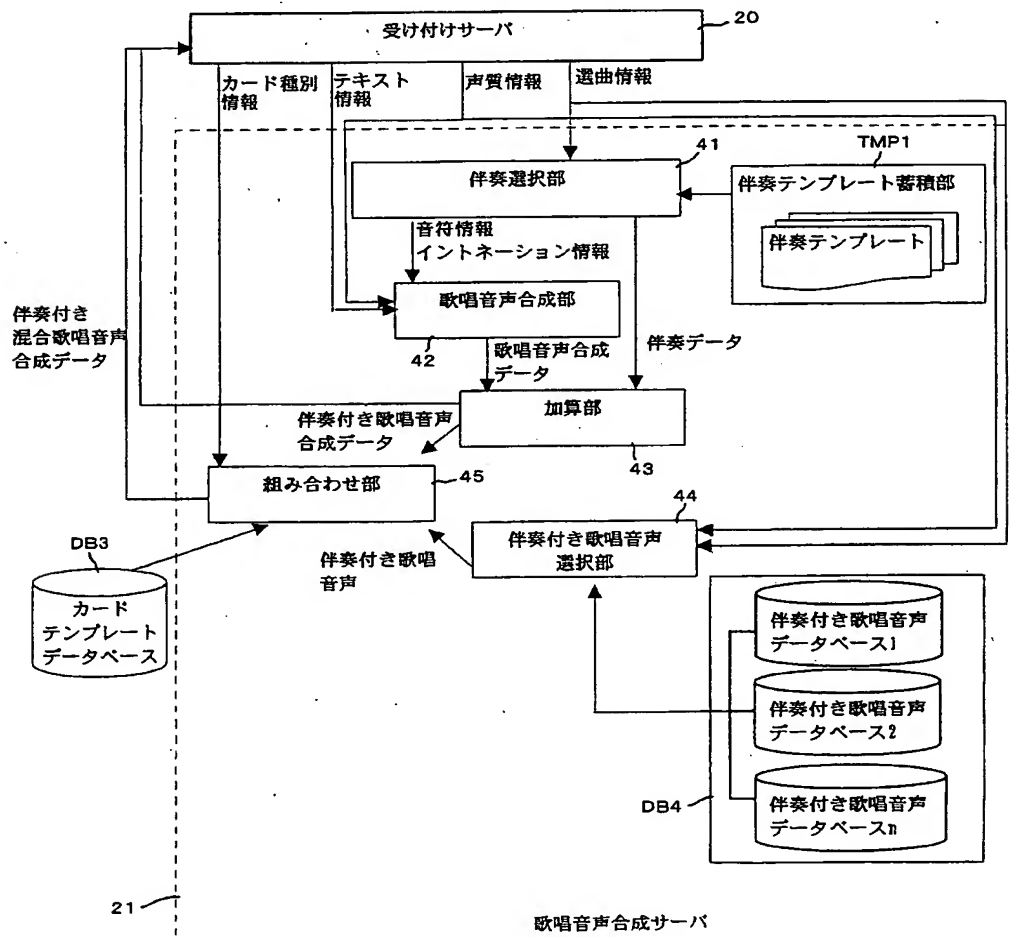 受け付けサーバ
20
カード種別
情報
テキスト
情報
声質情報
選曲情報
41
伴奏選択部
TMP1
伴奏テンプレート蓄積部
伴奏テンプレート
音符情報
イントネーション情報
歌唱音声合成部
42
伴奏付き
混合歌唱音声
合成データ
歌唱音声合成
データ
伴奏データ
加算部
43
伴奏付き歌唱音声
合成データ
組み合わせ部
45
44
伴奏付き歌唱音声
選択部
伴奏付き歌唱
音声
DB3
カード
テンプレート
データベース
伴奏付き歌唱音声
データベース1
伴奏付き歌唱音声
データベース2
伴奏付き歌唱音声
データベースn
DB4
21
歌唱音声合成サーバ